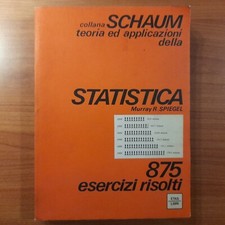 collana SCHAUM
teoria ed applicazioni
della
STATISTICA
Murray R. SPIEGEL
875
esercizi risolti